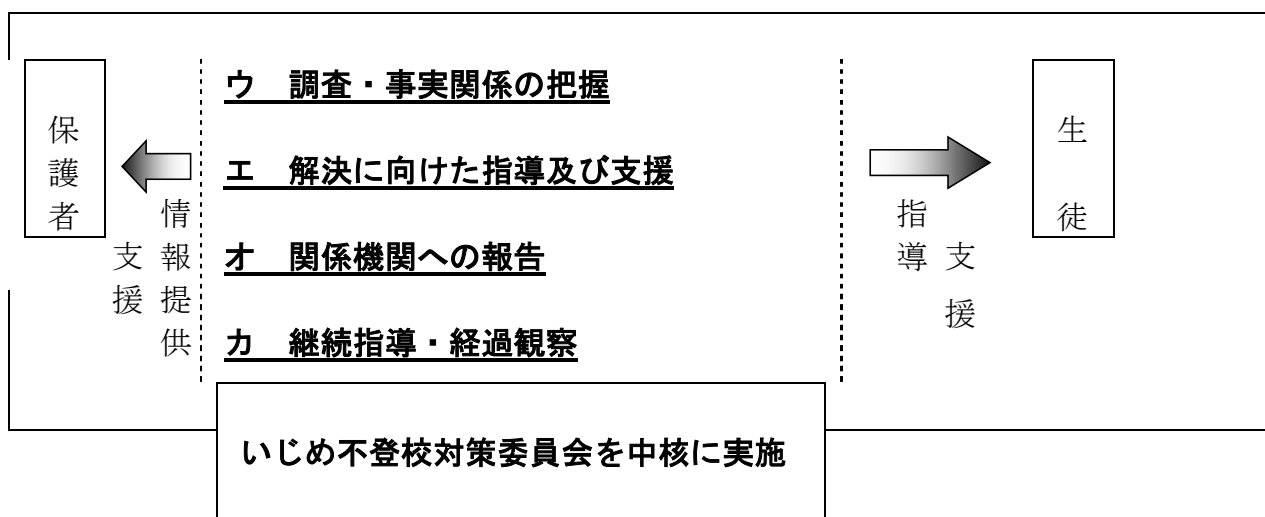 保護者
情報提供
支援
ウ 調査・事実関係の把握
エ 解決に向けた指導及び支援
オ 関係機関への報告
カ 継続指導・経過観察
指導
支援
生徒
いじめ不登校対策委員会を中核に実施